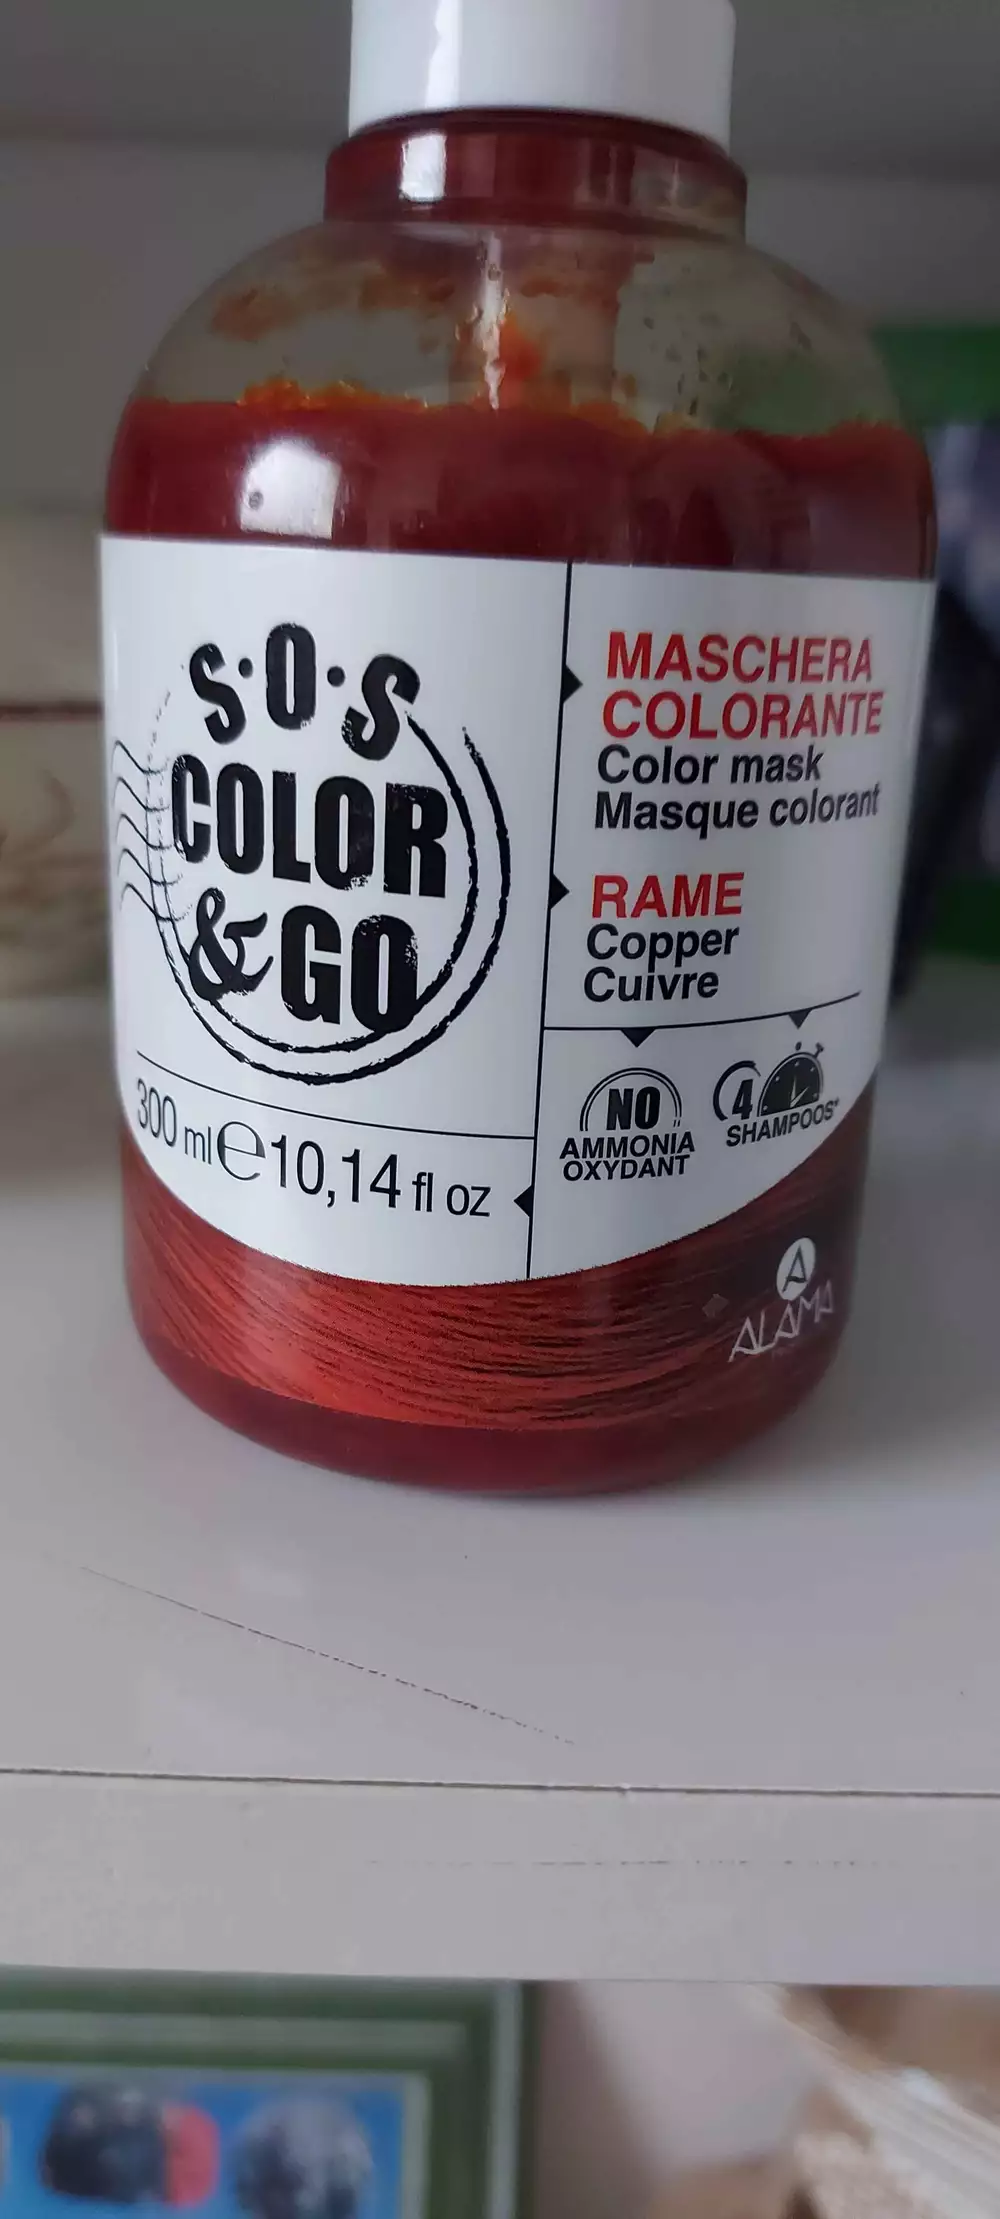 S·O·S
COLOR
& GO
300 ml e 10,14 fl oz
MASCHERA
COLORANTE
Color mask
Masque colorant
RAME
Copper
Cuivre
NO
AMMONIA
OXYDANT
4
SHAMPOOS*
A
ALAMA